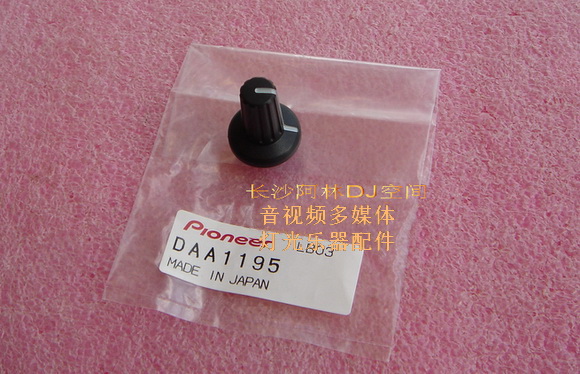 长沙阿林DJ空间
音视频多媒体
灯光乐器配件
Pioneer LB03
DAA1195
MADE IN JAPAN